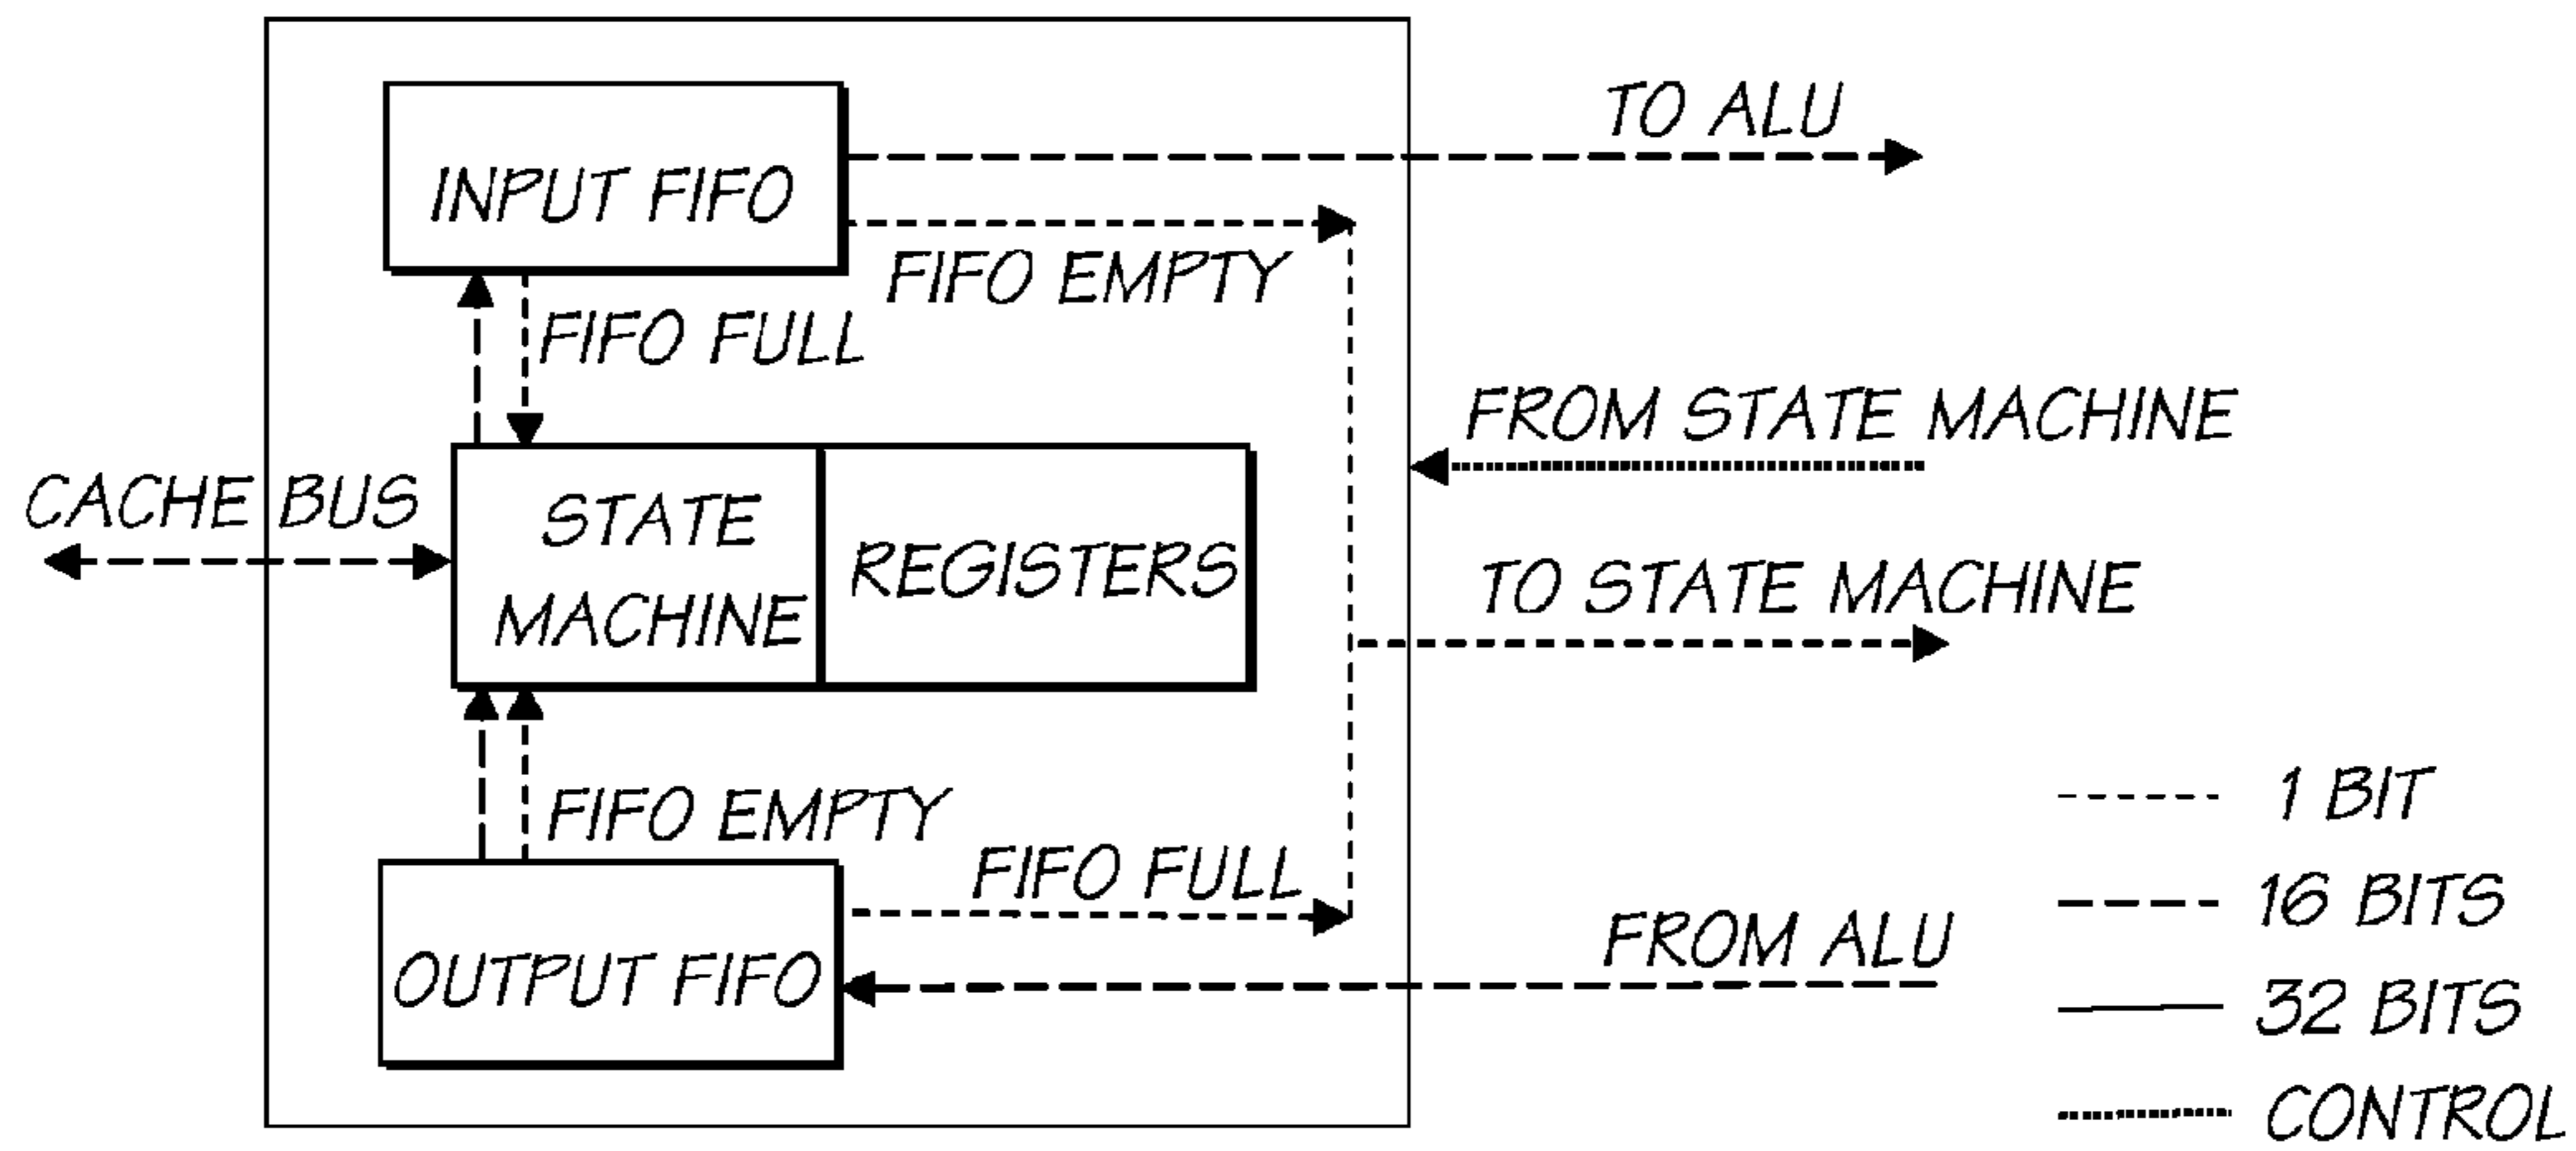 TO ALU
INPUT FIFO
FIFO EMPTY
FIFO FULL
FROM STATE MACHINE
CACHE BUS
STATE
MACHINE
REGISTERS
TO STATE MACHINE
FIFO EMPTY
FIFO FULL
OUTPUT FIFO
FROM ALU
1 BIT
16 BITS
32 BITS
CONTROL